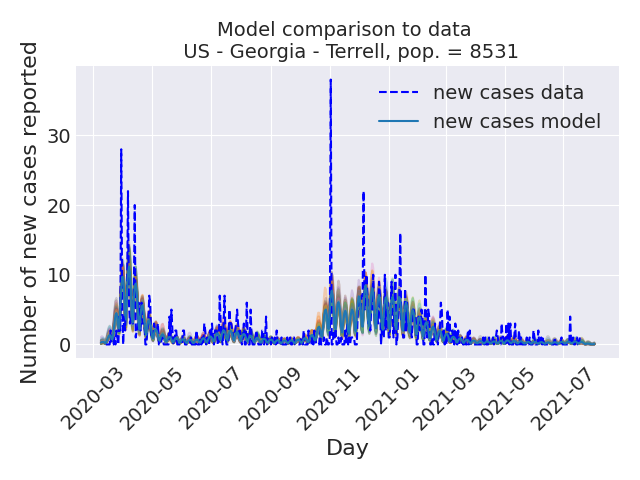 Model comparison to data
US - Georgia - Terrell, pop. = 8531
new cases data
new cases model
Number of new cases reported
30
20
10
0
2020-03
2020-05
2020-07
2020-09
2020-11
2021-01
2021-03
2021-05
2021-07
Day